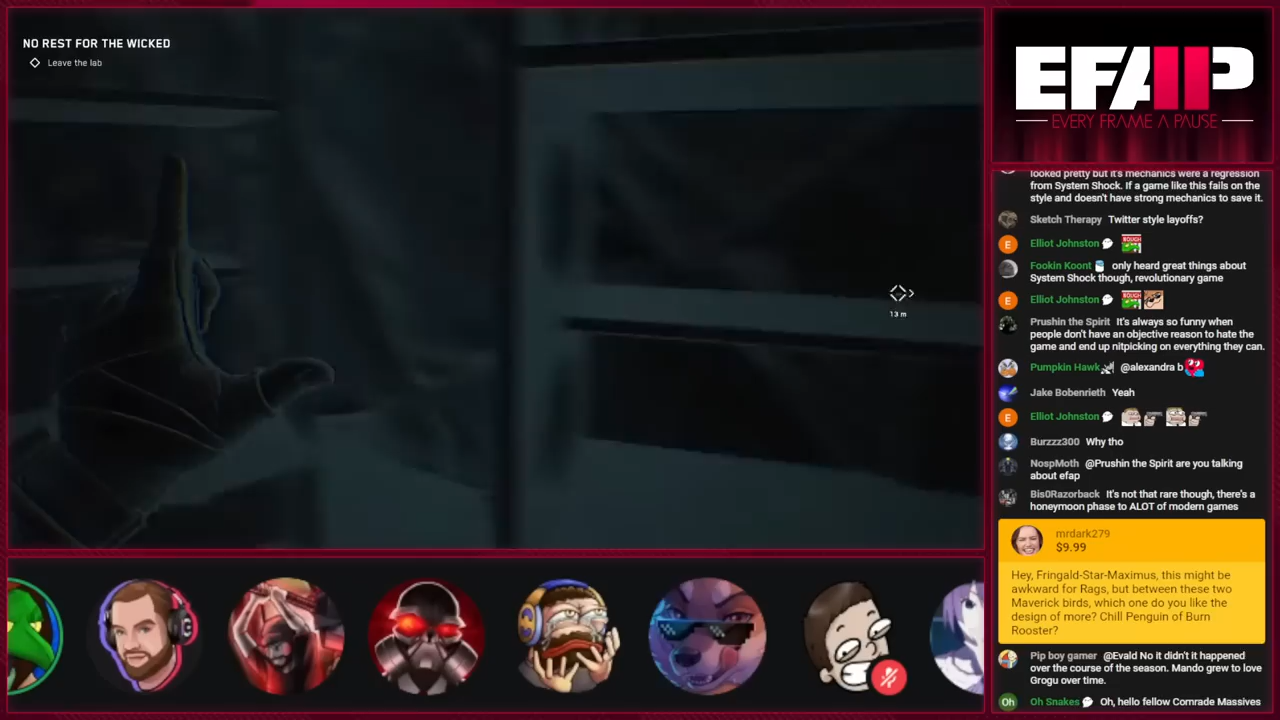 NO REST FOR THE WICKED
Leave the lab
13 m
EFAP
EVERY FRAME A PAUSE
looked pretty but it's mechanics were a regression
from System Shock. If a game like this fails on the
style and doesn't have strong mechanics to save it.
Sketch Therapy Twitter style layoffs?
Elliot Johnston
Fookin Koont only heard great things about
System Shock though, revolutionary game
Elliot Johnston
Prushin the Spirit It's always so funny when
people don't have an objective reason to hate the
game and end up nitpicking on everything they can.
Pumpkin Hawk @alexandra b
Jake Bobenrieth Yeah
Elliot Johnston
Burzzz300 Why tho
NospMoth @Prushin the Spirit are you talking
about efap
Bis0Razorback It's not that rare though, there's a
honeymoon phase to ALOT of modern games
mrdark279
$9.99
Hey, Fringald-Star-Maximus, this might be
awkward for Rags, but between these two
Maverick birds, which one do you like the
design of more? Chill Penguin of Burn
Rooster?
Pip boy gamer @Evald No it didn't it happened
over the course of the season. Mando grew to love
Grogu over time.
Oh Oh Snakes Oh, hello fellow Comrade Massives